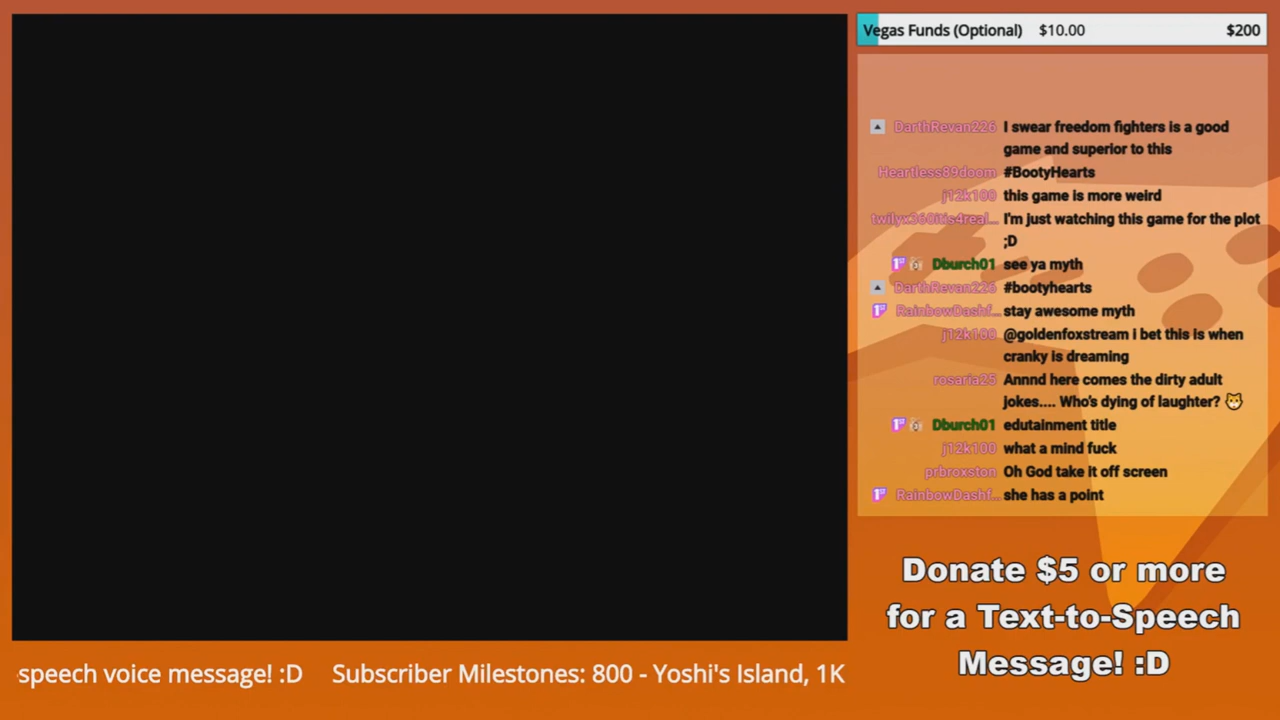 Vegas Funds (Optional) $10.00 $200
DarthRevan226 I swear freedom fighters is a good
game and superior to this
Heartless89doom #BootyHearts
j12k100 this game is more weird
twilyx360itis4real... I'm just watching this game for the plot
;D
Dburch01 see ya myth
DarthRevan226 #bootyhearts
RainbowDashf... stay awesome myth
j12k100 @goldenfoxstream i bet this is when
cranky is dreaming
rosaria25 Annnd here comes the dirty adult
jokes.... Who's dying of laughter?
Dburch01 edutainment title
j12k100 what a mind fuck
prbroxston Oh God take it off screen
RainbowDashf... she has a point
Donate $5 or more
for a Text-to-Speech
Message! :D
speech voice message! :D Subscriber Milestones: 800 - Yoshi's Island, 1K